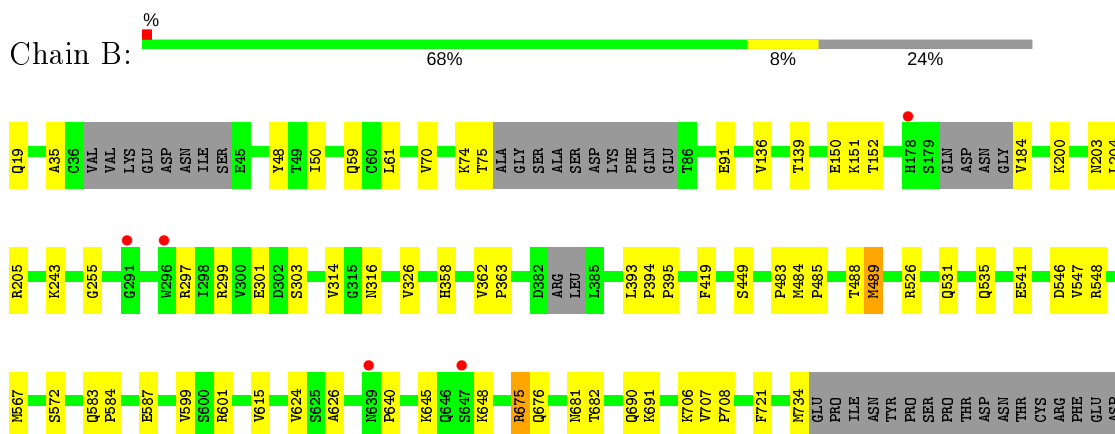 %
Chain B:
68% 8% 24%
Q19 A35 C36 VAL VAL LYS GLU ASP ASN ILE SER E45 Y48 T49 I50 Q59 C60 L61 V70 K74 T75 ALA GLY SER ALA SER ASP LYS PHE GLN GLU T86 E91 V136 T139 E150 K151 T152 H178 S179 GLN ASP ASN GLY V184 K200 N203 L204
R205 K243 G255 G291 W296 R297 I298 R299 V300 E301 D302 S303 V314 G315 N316 V326 H358 V362 P363 D382 ARG LEU L385 L393 P394 P395 F419 S449 P483 M484 P485 T488 M489 R526 Q531 Q535 E541 D546 V547 R548
M567 S572 Q583 P584 E587 V599 S600 R601 V615 V624 S625 A626 N639 P640 K645 Q646 S647 K648 R675 Q676 N681 T682 Q690 K691 K706 V707 P708 F721 M734 GLU PRO ILE ASN TYR PRO SER PRO THR ASP ASN THR CYS ARG PHE GLU ASP